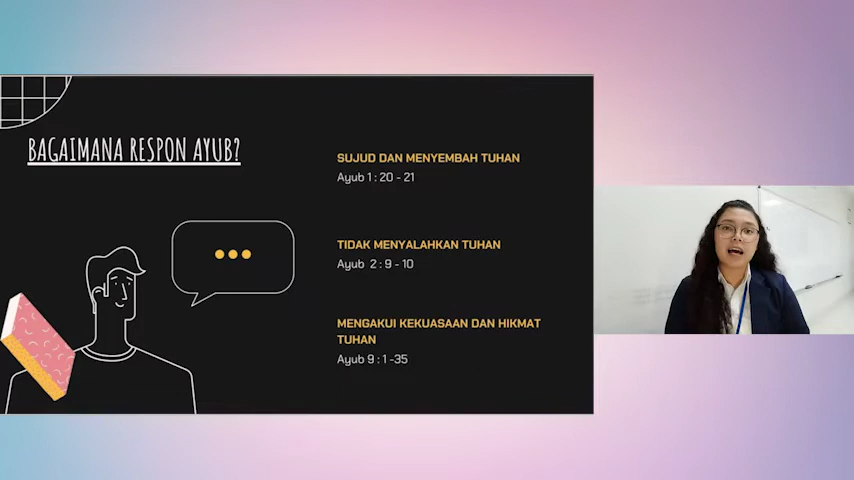 BAGAIMANA RESPON AYUB?
SUJUD DAN MENYEMBAH TUHAN
Ayub 1 : 20 - 21
TIDAK MENYALAHKAN TUHAN
Ayub 2 : 9 - 10
MENGAKUI KEKUASAAN DAN HIKMAT
TUHAN
Ayub 9 : 1 -35